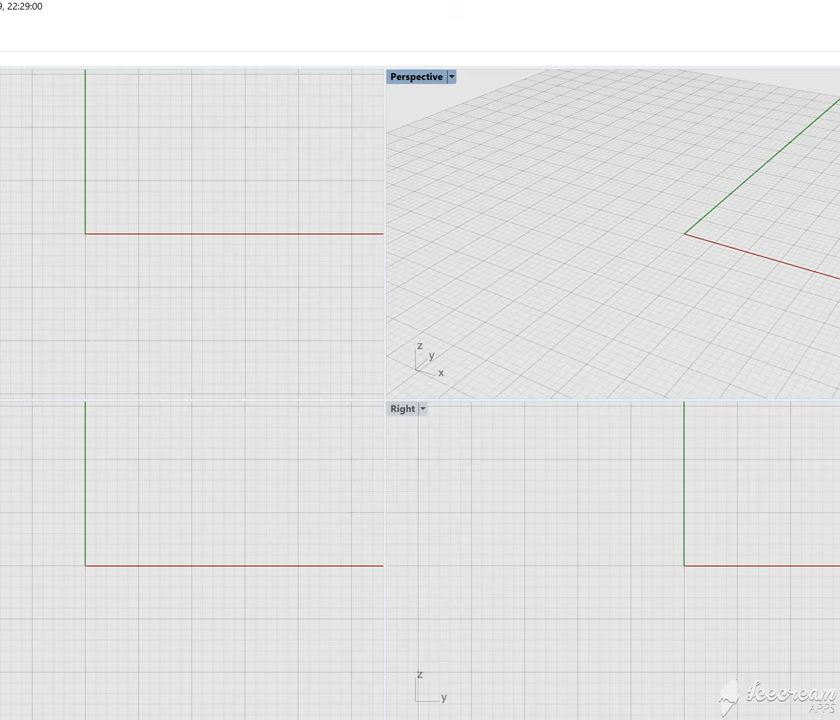 9, 22:29:00
Perspective
z
y
x
Right
z
y
Icecream
APPS